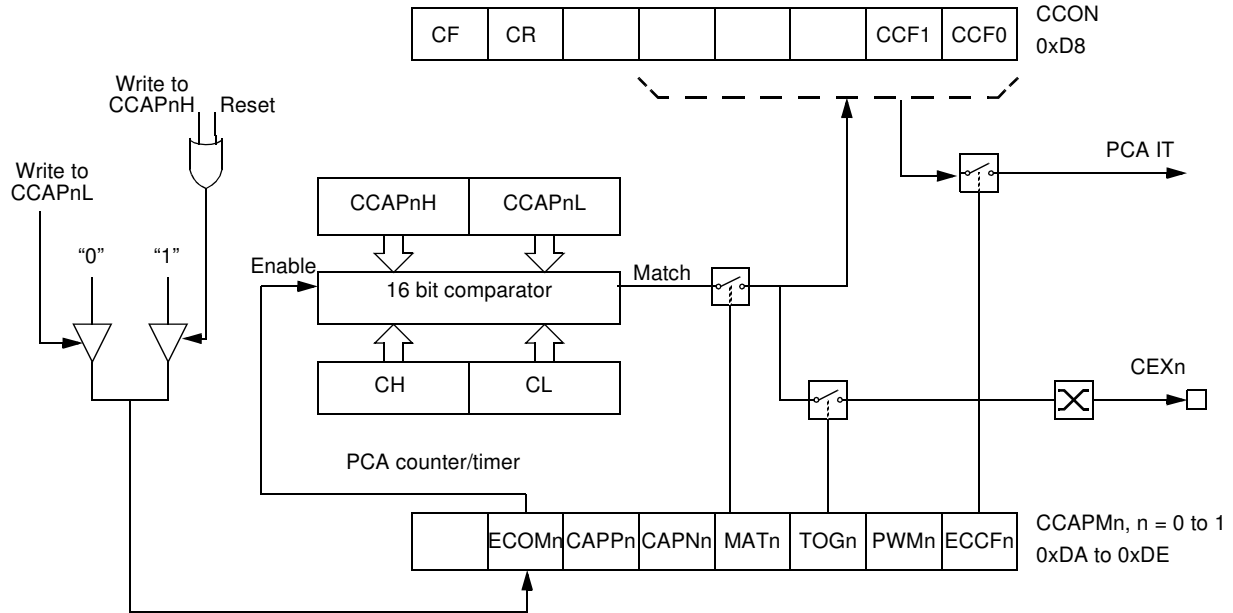 CF CR CCF1 CCF0
CCON
0xD8
Write to
CCAPnH Reset
Write to
CCAPnL
“0” “1”
PCA IT
CCAPnH CCAPnL
Enable
16 bit comparator
Match
CH CL
CEXn
PCA counter/timer
ECOMn CAPPn CAPNn MATn TOGn PWMn ECCFn
CCAPMn, n = 0 to 1
0xDA to 0xDE